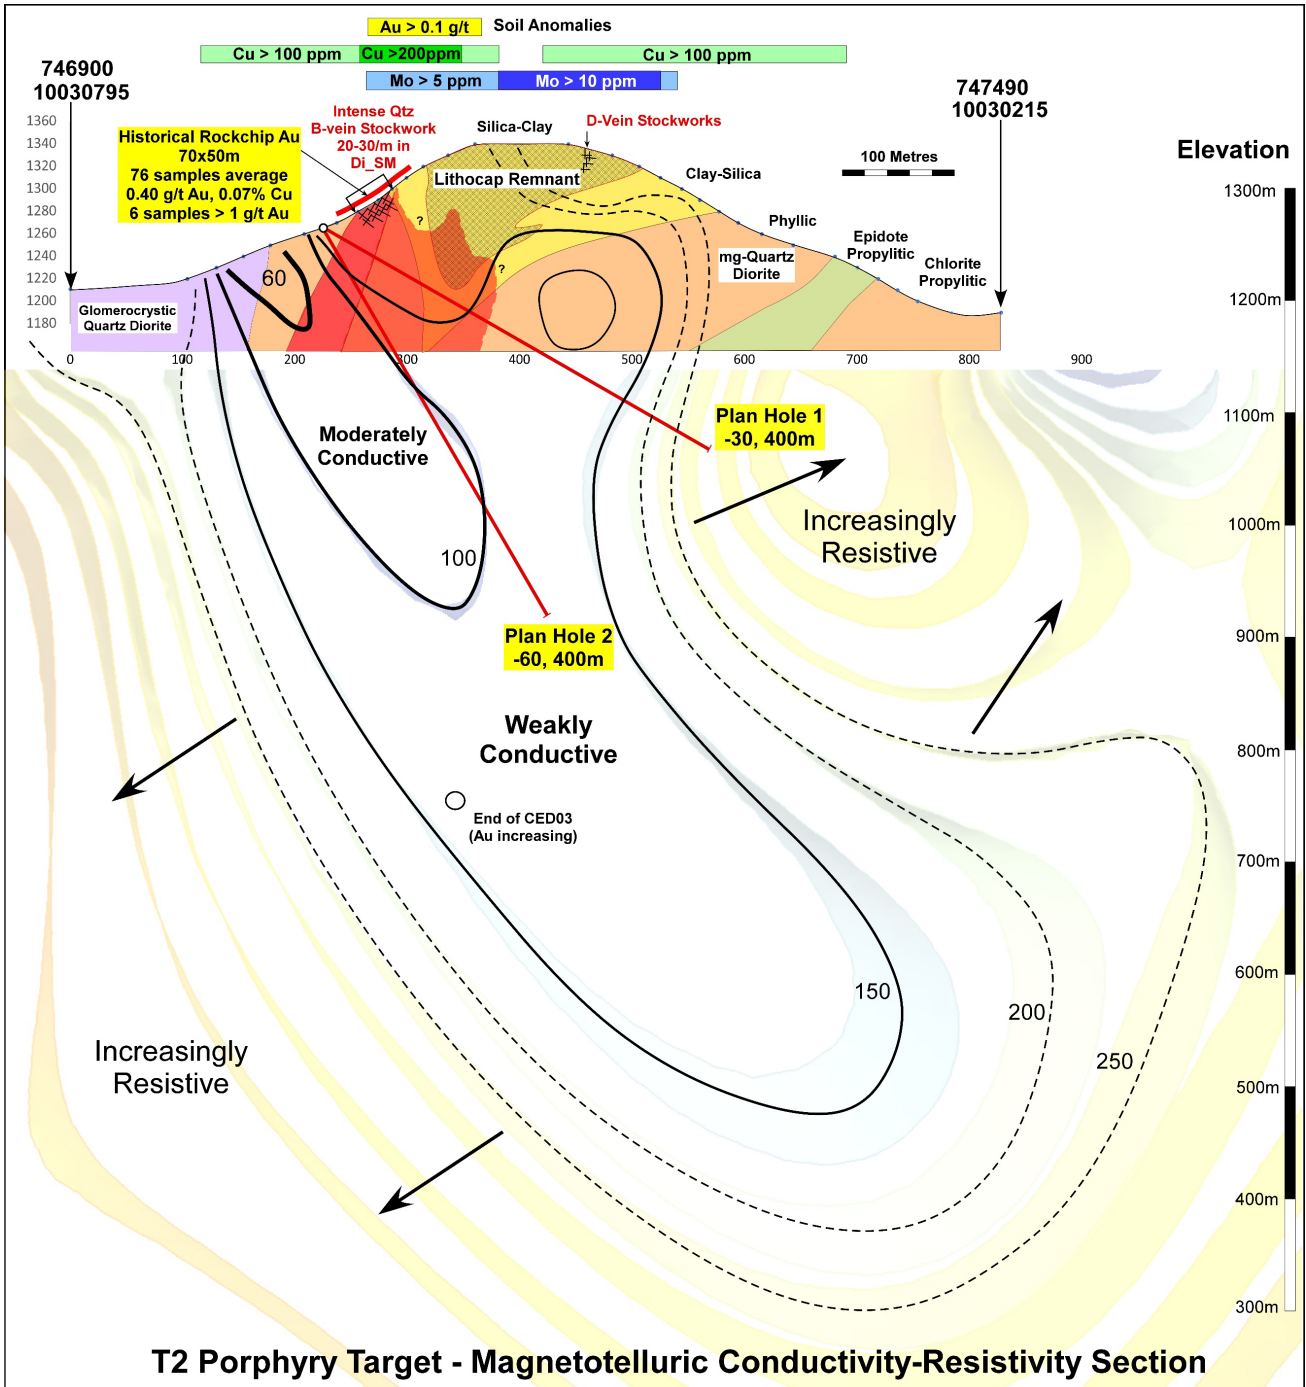 Au > 0.1 g/t
Soil Anomalies
Cu > 100 ppm
Cu >200ppm
Cu > 100 ppm
Mo > 5 ppm
Mo > 10 ppm
746900
10030795
747490
10030215
1360
1340
1320
1300
1280
1260
1240
1220
1200
1180
Historical Rockchip Au
70x50m
76 samples average
0.40 g/t Au, 0.07% Cu
6 samples > 1 g/t Au
Intense Qtz
B-vein Stockwork
20-30/m in
Di_SM
Silica-Clay
D-Vein Stockworks
100 Metres
Elevation
Lithocap Remnant
Clay-Silica
Phyllic
Epidote
Propylitic
Chlorite
Propylitic
mg-Quartz
Diorite
?
?
60
Glomerocrystic
Quartz Diorite
0
100
200
300
400
500
600
700
800
900
1300m
1200m
1100m
1000m
900m
800m
700m
600m
500m
400m
300m
Plan Hole 1
-30, 400m
Moderately
Conductive
Increasingly
Resistive
100
Plan Hole 2
-60, 400m
Weakly
Conductive
End of CED03
(Au increasing)
150
200
250
Increasingly
Resistive
T2 Porphyry Target - Magnetotelluric Conductivity-Resistivity Section